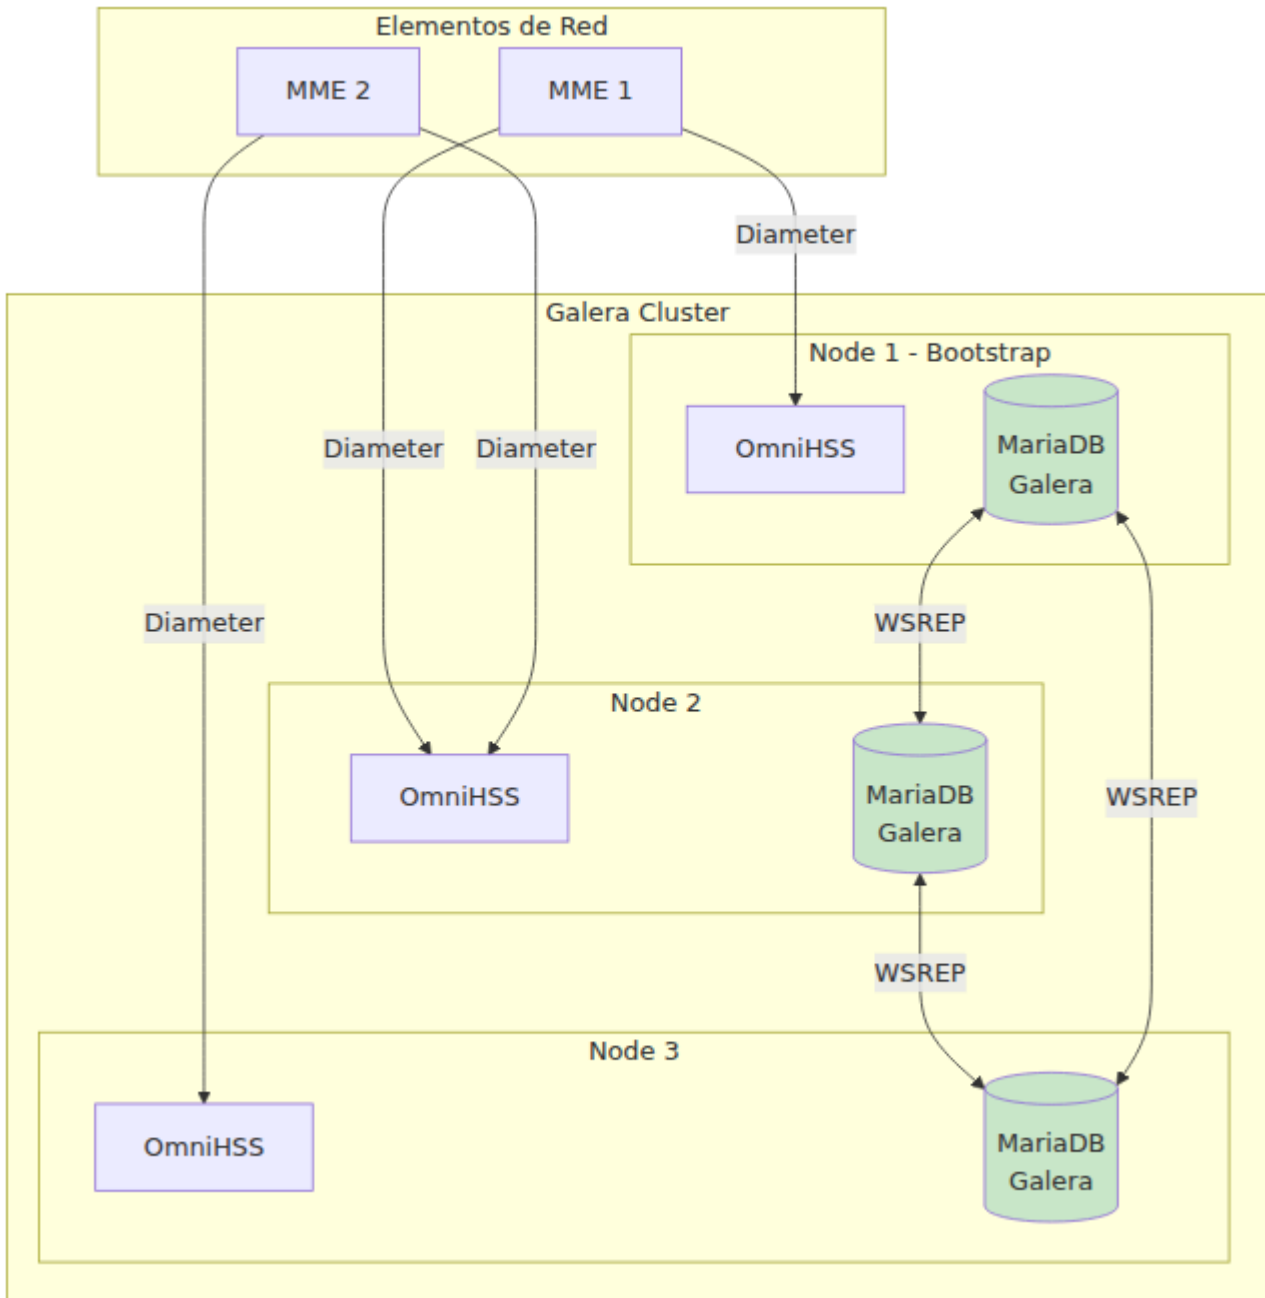 Elementos de Red
MME 2
MME 1
Diameter
Galera Cluster
Node 1 - Bootstrap
OmniHSS
MariaDB
Galera
Diameter
Diameter
Diameter
WSREP
Node 2
OmniHSS
MariaDB
Galera
WSREP
WSREP
Node 3
OmniHSS
MariaDB
Galera